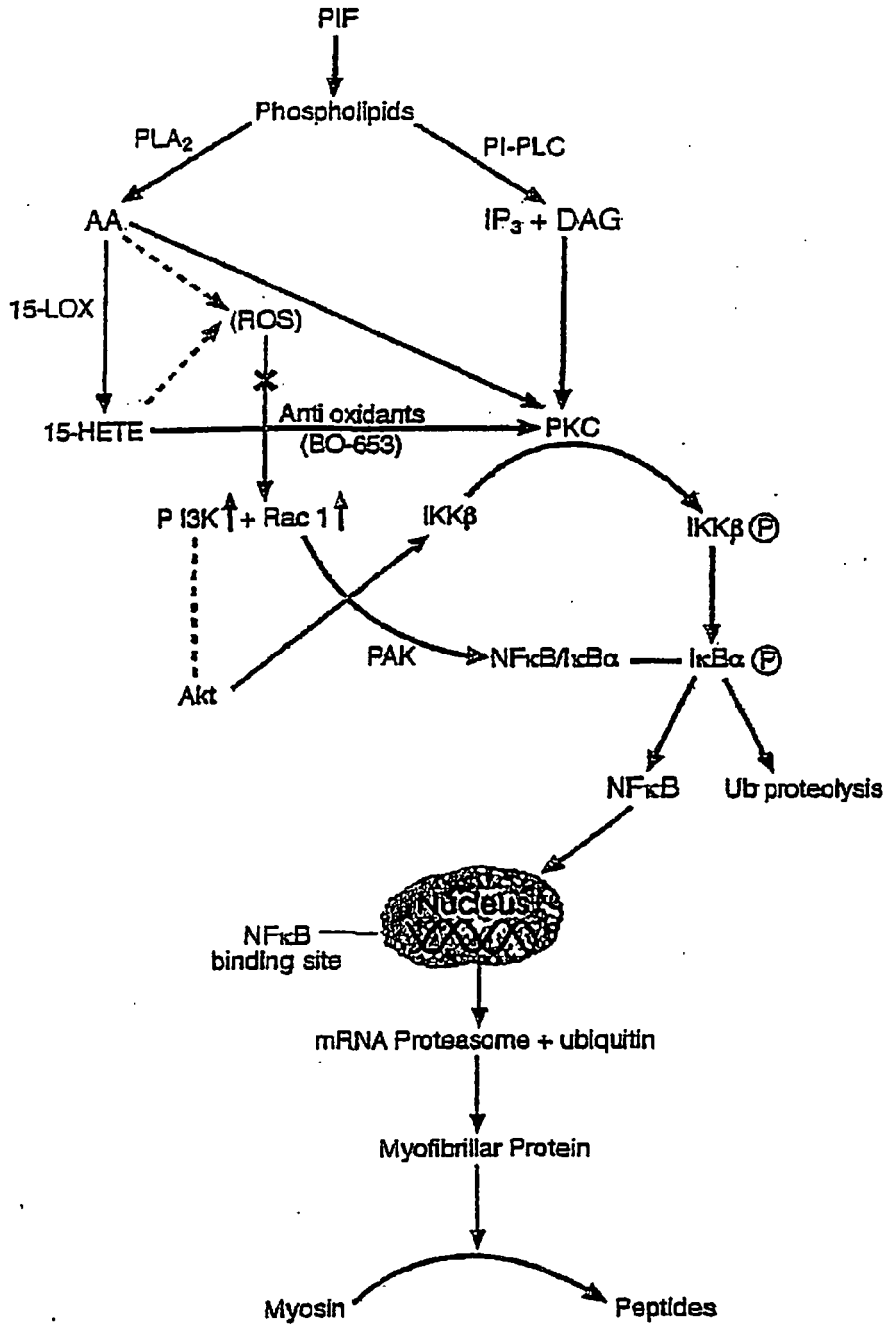 PIF
Phospholipids
PLA₂
PI-PLC
AA
IP₃ + DAG
15-LOX
(ROS)
Anti oxidants
(BO-653)
15-HETE
PKC
P I3K + Rac 1
IKKβ
IKKβ P
PAK
NFκB/IκBα
IκBα P
Akt
NFκB
Ub proteolysis
Nucleus
NFκB
binding site
mRNA Proteasome + ubiquitin
Myofibrillar Protein
Myosin
Peptides